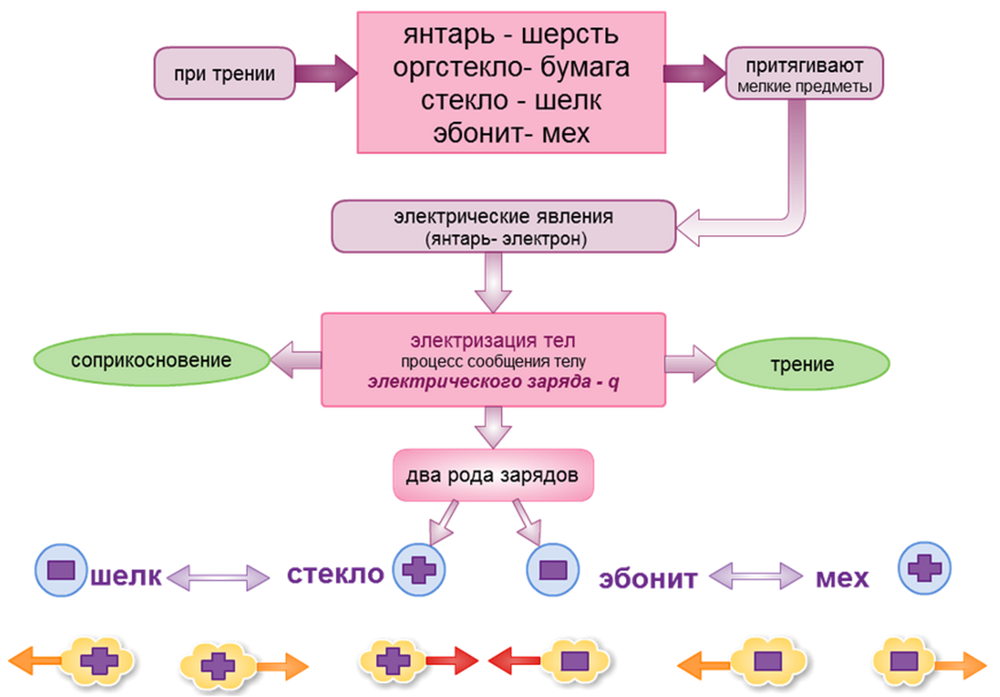 при трении
янтарь - шерсть
оргстекло- бумага
стекло - шелк
эбонит- мех
притягивают
мелкие предметы
электрические явления
(янтарь- электрон)
соприкосновение
электризация тел
процесс сообщения телу
электрического заряда - q
трение
два рода зарядов
шелк
стекло
эбонит
мех